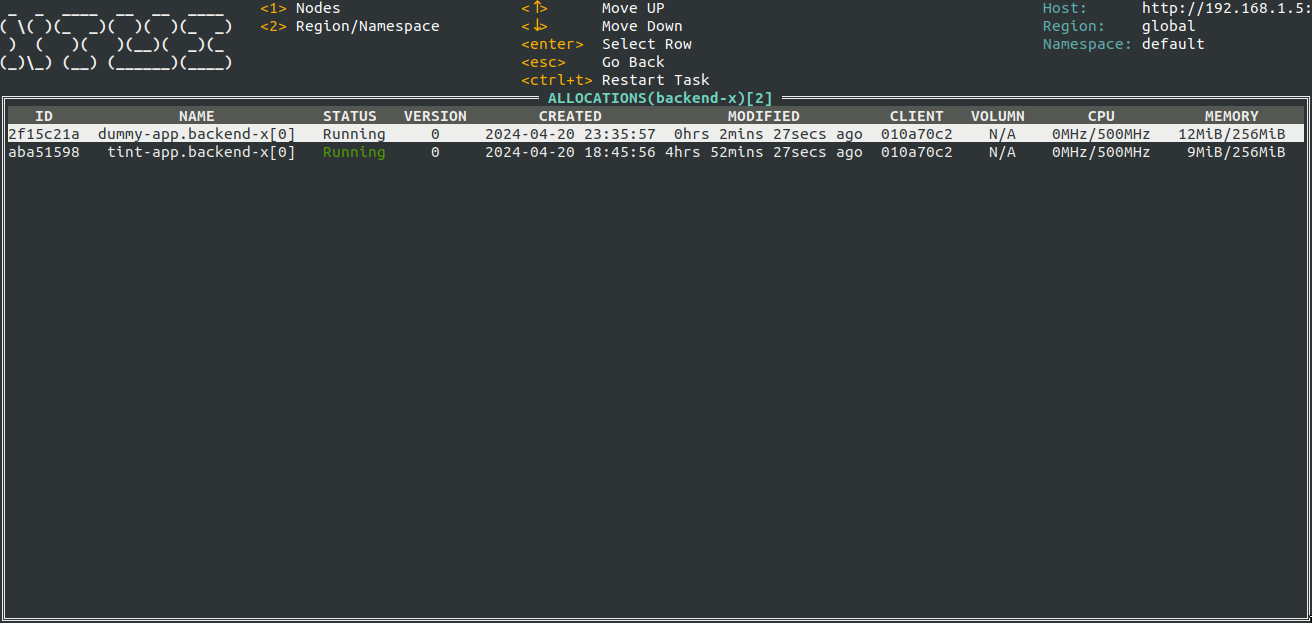 <1> Nodes <↑> Move UP Host: http://192.168.1.5:
<2> Region/Namespace <↓> Move Down Region: global
<enter> Select Row Namespace: default
<esc> Go Back
<ctrl+t> Restart Task
ALLOCATIONS(backend-x)[2]
ID NAME STATUS VERSION CREATED MODIFIED CLIENT VOLUMN CPU MEMORY
2f15c21a dummy-app.backend-x[0] Running 0 2024-04-20 23:35:57 0hrs 2mins 27secs ago 010a70c2 N/A 0MHz/500MHz 12MiB/256MiB
aba51598 tint-app.backend-x[0] Running 0 2024-04-20 18:45:56 4hrs 52mins 27secs ago 010a70c2 N/A 0MHz/500MHz 9MiB/256MiB